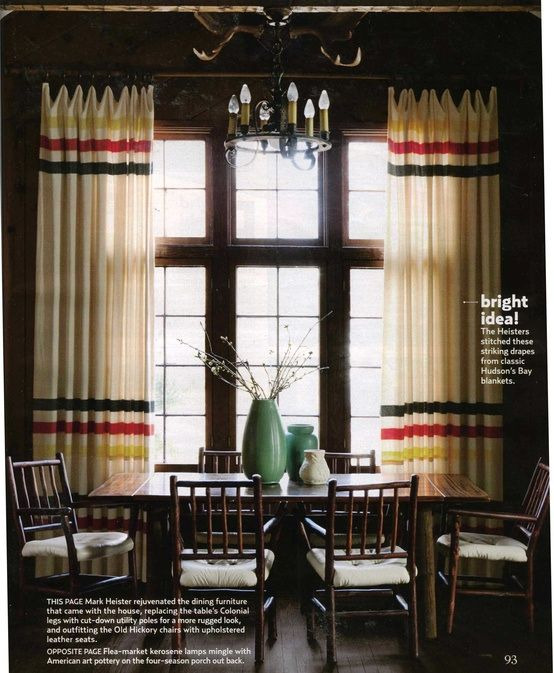 bright
idea!
The Heisters
stitched these
striking drapes
from classic
Hudson's Bay
blankets.
THIS PAGE Mark Heister rejuvenated the dining furniture
that came with the house, replacing the table's Colonial
legs with cut-down utility poles for a more rugged look,
and outfitting the Old Hickory chairs with upholstered
leather seats.
OPPOSITE PAGE Flea-market kerosene lamps mingle with
American art pottery on the four-season porch out back.
93